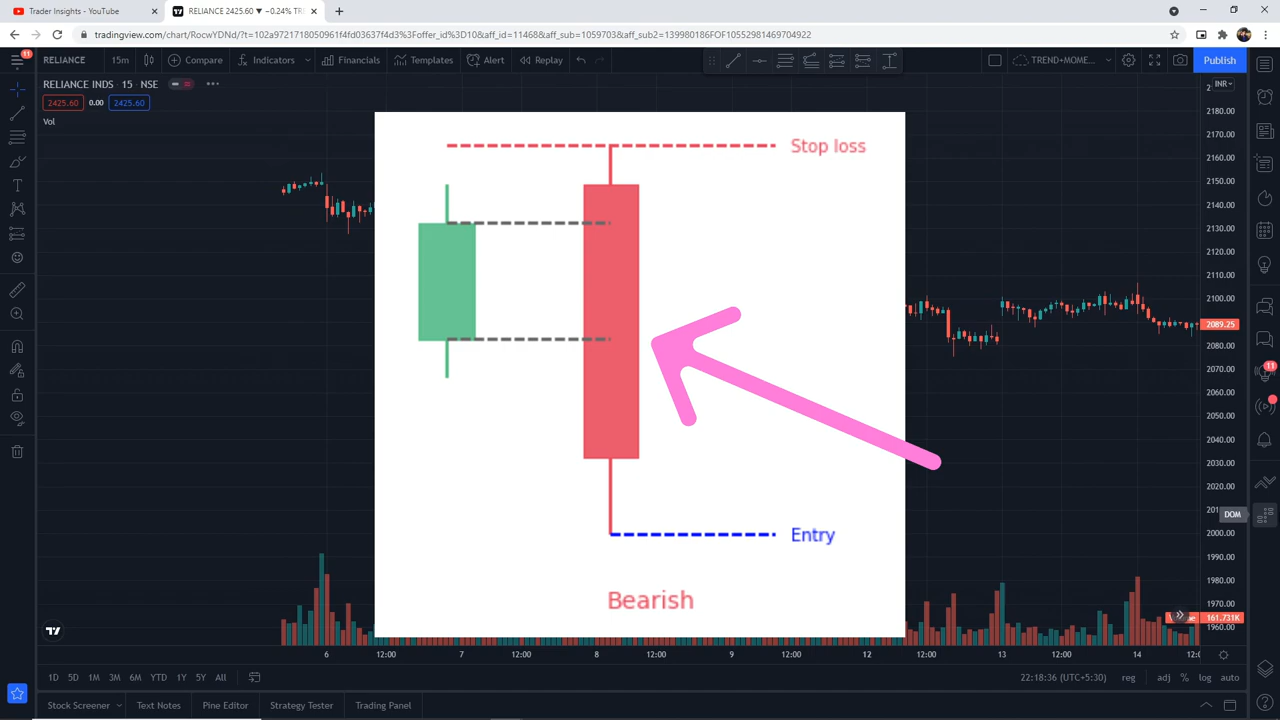 Trader Insights - YouTube
RELIANCE 2425.60 ▼ −0.24% TR
tradingview.com/chart/RocwYDNd/?t=102a9721718050961f4fd03637f4d3%3Foffer_id%3D10&aff_id=11468&aff_sub=1059703&aff_sub2=139980186FOF1055298146970492​2
11
RELIANCE 15m Compare Indicators Financials Templates Alert Replay TREND+MOME... Publish
RELIANCE INDS · 15 · NSE
2425.60 0.00 2425.60
Vol
INR
2180.00
2170.00
2160.00
2150.00
2140.00
2130.00
2120.00
2110.00
2100.00
2089.25
2080.00
2070.00
2060.00
2050.00
2040.00
2030.00
2020.00
2000.00
1990.00
1980.00
1970.00
161.731K
1960.00
Stop loss
Entry
Bearish
DOM
11
6 12:00 7 12:00 8 12:00 9 12:00 12 12:00 13 12:00 14
1D 5D 1M 3M 6M YTD 1Y 5Y All
22:18:36 (UTC+5:30) reg adj % log auto
Stock Screener Text Notes Pine Editor Strategy Tester Trading Panel